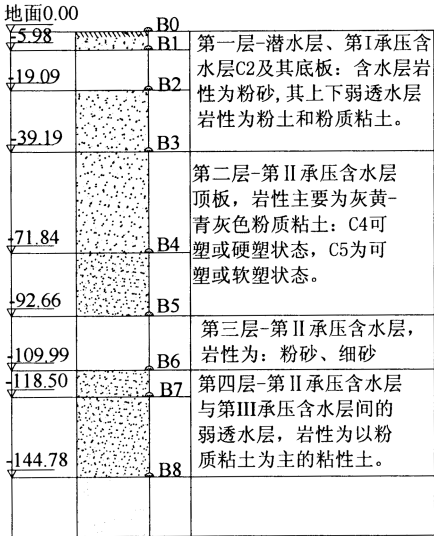 地面0.00
B0
-5.98
B1
-19.09
B2
-39.19
B3
-71.84
B4
-92.66
B5
-109.99
B6
-118.50
B7
-144.78
B8
第一层-潜水层、第Ⅰ承压含
水层C2及其底板：含水层岩
性为粉砂,其上下弱透水层
岩性为粉土和粉质粘土。
第二层-第Ⅱ承压含水层
顶板，岩性主要为灰黄-
青灰色粉质粘土：C4可
塑或硬塑状态，C5为可
塑或软塑状态。
第三层-第Ⅱ承压含水层，
岩性为：粉砂、细砂
第四层-第Ⅱ承压含水层
与第Ⅲ承压含水层间的
弱透水层，岩性为以粉
质粘土为主的粘性土。